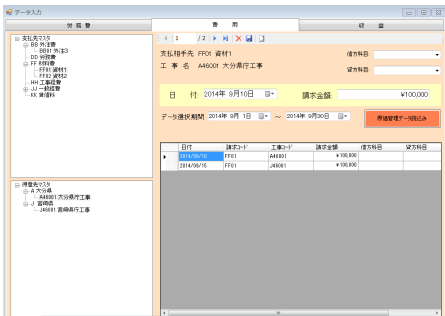 データ入力
労務費
費用
収益
支払先マスタ
BB 外注費
BB01 外注3
DD 労務費
FF 材料費
FF01 資材1
FF02 資材2
HH 工事経費
JJ 一般経費
KK 賃借料
1 / 2
支払相手先 FF01 資材1
借方科目
工事名 A46001 大分県庁工事
貸方科目
日付 2014年 9月10日
請求金額 ¥100,000
データ選択期間 2014年 9月 1日 ~ 2014年 9月30日
原価管理データ読込み
日付 請求コード 工事コード 請求金額 借方科目 貸方科目
2014/09/10 FF01 A46001 ¥100,000
2014/09/15 FF01 J46001 ¥100,000
得意先マスタ
A 大分県
A46001 大分県庁工事
J 宮崎県
J46001 宮崎県庁工事